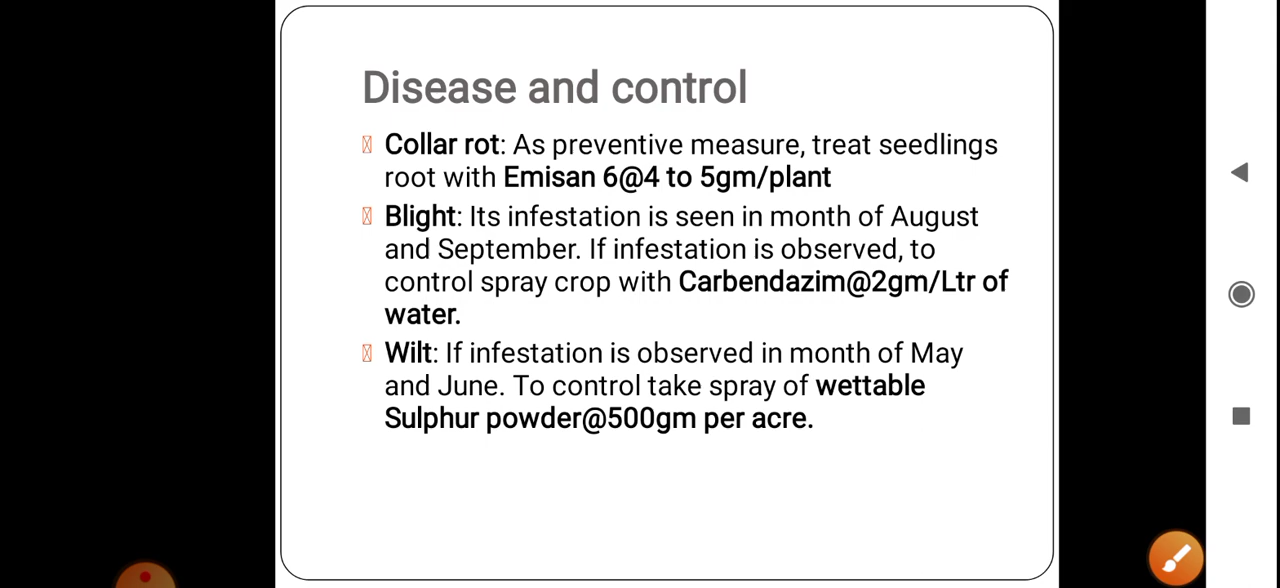 Disease and control
Collar rot: As preventive measure, treat seedlings
root with Emisan 6@4 to 5gm/plant
Blight: Its infestation is seen in month of August
and September. If infestation is observed, to
control spray crop with Carbendazim@2gm/Ltr of
water.
Wilt: If infestation is observed in month of May
and June. To control take spray of wettable
Sulphur powder@500gm per acre.